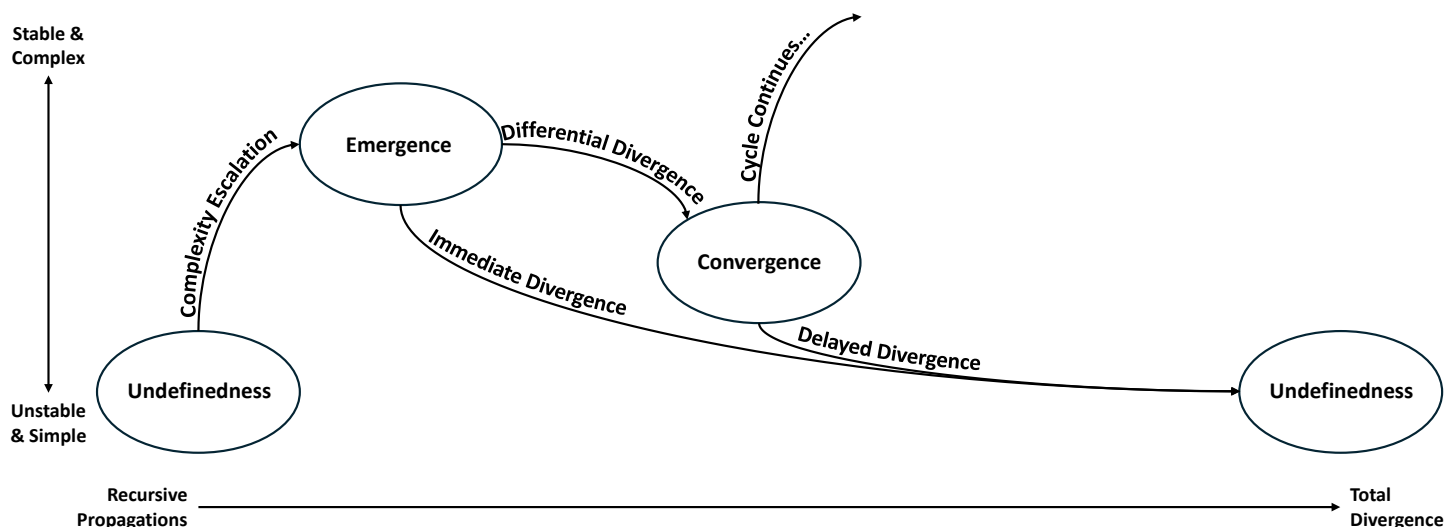 Stable &
Complex
Cycle Continues...
Emergence
Differential Divergence
Complexity Escalation
Immediate Divergence
Convergence
Delayed Divergence
Undefinedness
Undefinedness
Unstable
& Simple
Recursive
Propagations
Total
Divergence